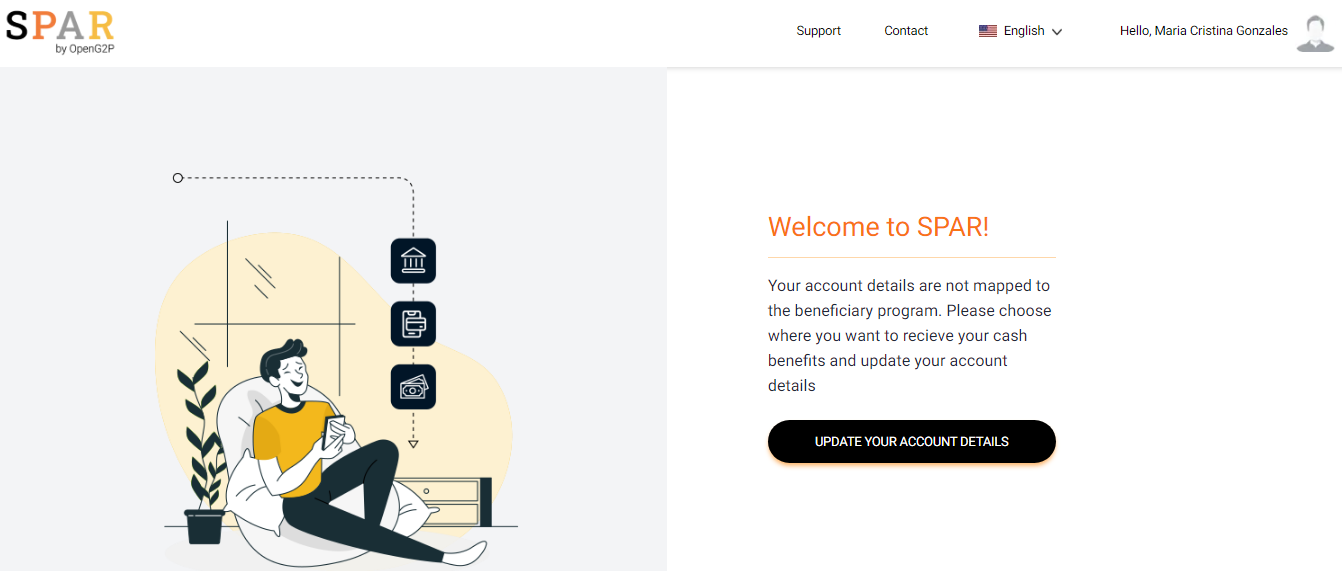 SPAR
by OpenG2P
Support
Contact
English
Hello, Maria Cristina Gonzales
Welcome to SPAR!
Your account details are not mapped to
the beneficiary program. Please choose
where you want to recieve your cash
benefits and update your account
details
UPDATE YOUR ACCOUNT DETAILS